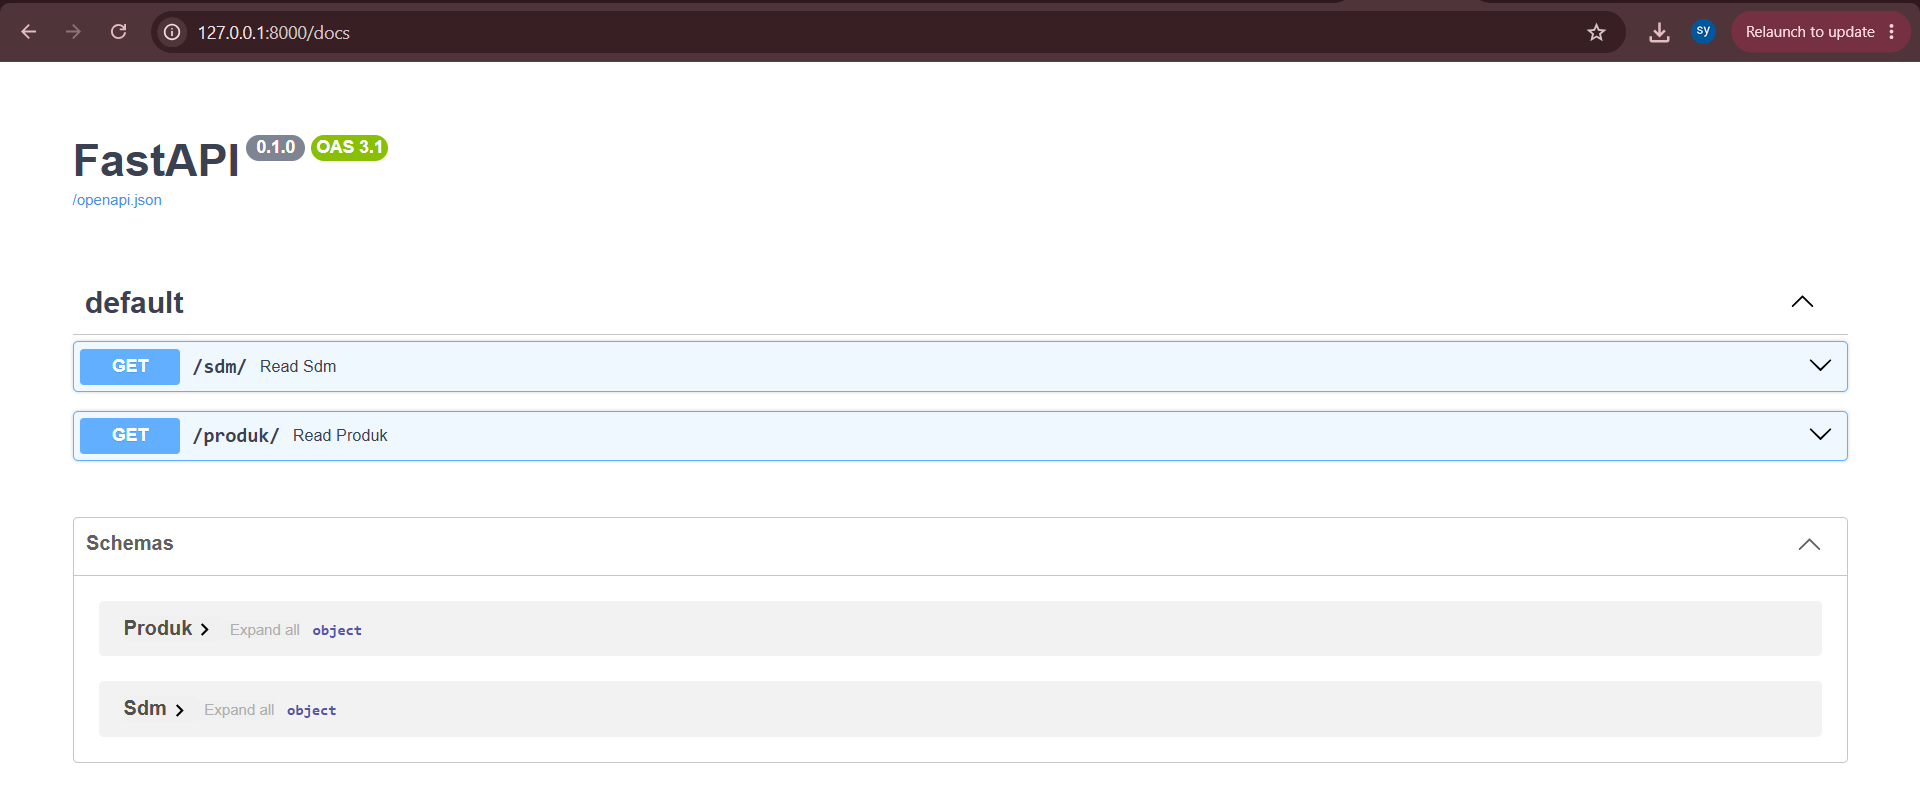 127.0.0.1:8000/docs
sy
Relaunch to update
FastAPI 0.1.0 OAS 3.1
/openapi.json
default
GET /sdm/ Read Sdm
GET /produk/ Read Produk
Schemas
Produk Expand all object
Sdm Expand all object